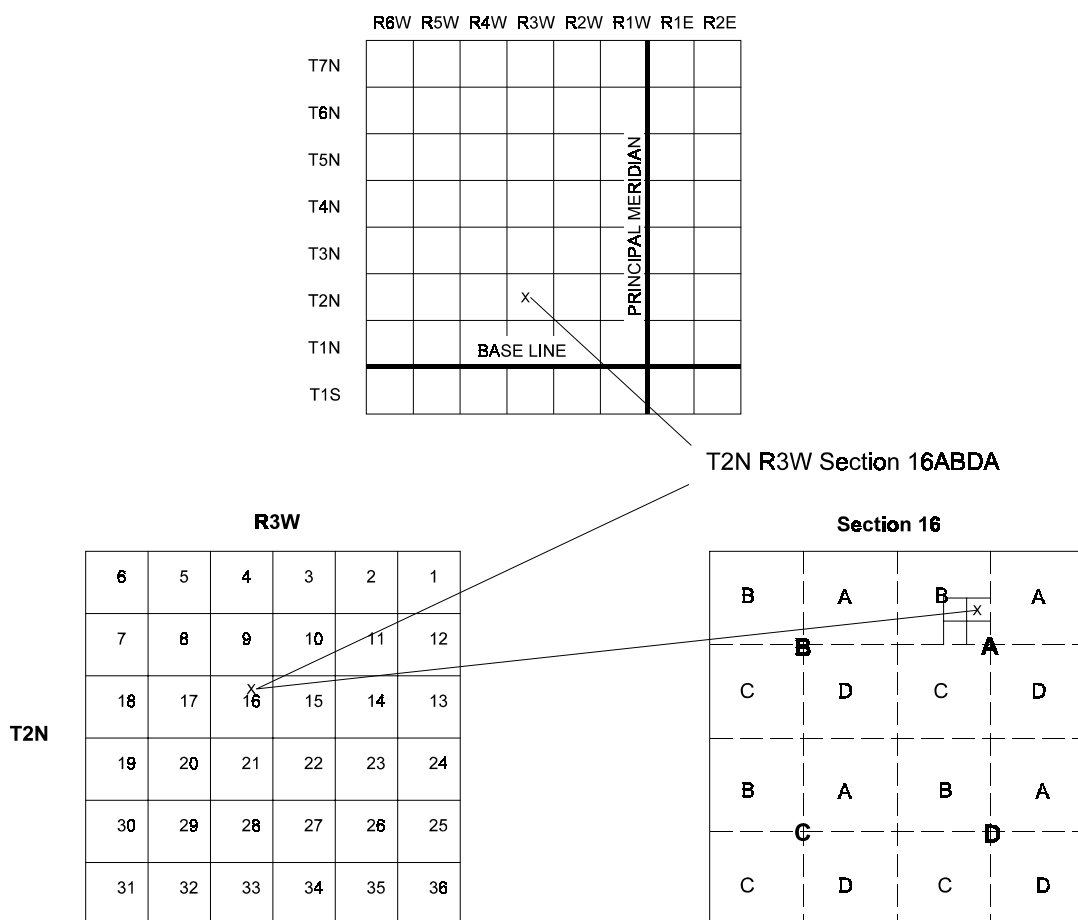 R6W R5W R4W R3W R2W R1W R1E R2E
T7N
T6N
T5N
T4N
T3N
T2N
T1N
T1S
PRINCIPAL MERIDIAN
X
BASE LINE
T2N R3W Section 16ABDA
R3W
T2N
6 5 4 3 2 1
7 8 9 10 11 12
X
18 17 16 15 14 13
19 20 21 22 23 24
30 29 28 27 26 25
31 32 33 34 35 36
Section 16
B A B A
X
B A
C D C D
B A B A
C D
C D C D